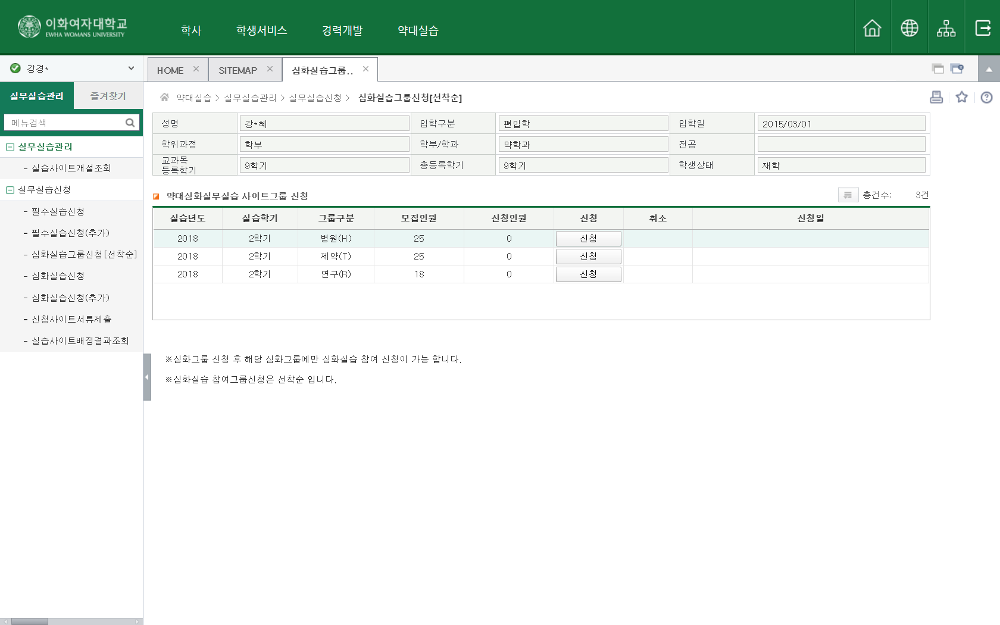 이화여자대학교
EWHA WOMANS UNIVERSITY
학사 학생서비스 경력개발 약대실습
강경*
HOME SITEMAP 심화실습그룹..
실무실습관리 즐겨찾기
메뉴검색
실무실습관리
- 실습사이트개설조회
실무실습신청
- 필수실습신청
- 필수실습신청(추가)
- 심화실습그룹신청[선착순]
- 심화실습신청
- 심화실습신청(추가)
- 신청사이트서류제출
- 실습사이트배정결과조회
약대실습 > 실무실습관리 > 실무실습신청 > 심화실습그룹신청[선착순]
성명 강*혜 입학구분 편입학 입학일 2015/03/01
학위과정 학부 학부/학과 약학과 전공
교과목
등록학기 9학기 총등록학기 9학기 학생상태 재학
약대심화실무실습 사이트그룹 신청 총건수: 3건
실습년도 실습학기 그룹구분 모집인원 신청인원 신청 취소 신청일
2018 2학기 병원(H) 25 0 신청
2018 2학기 제약(T) 25 0 신청
2018 2학기 연구(R) 18 0 신청
※심화그룹 신청 후 해당 심화그룹에만 심화실습 참여 신청이 가능 합니다.
※심화실습 참여그룹신청은 선착순 입니다.